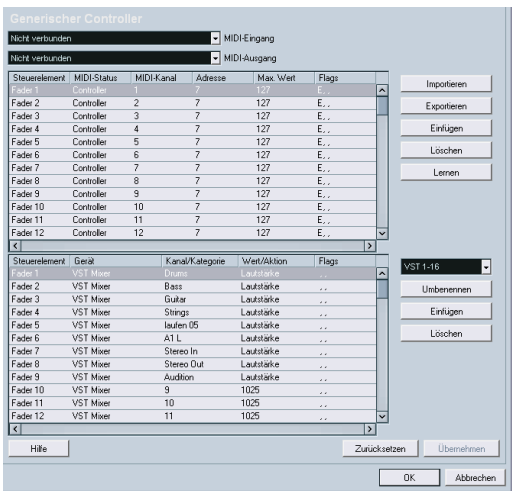 Generischer Controller
Nicht verbunden MIDI-Eingang
Nicht verbunden MIDI-Ausgang
Steuerelement MIDI-Status MIDI-Kanal Adresse Max. Wert Flags
Fader 1 Controller 1 7 127 E, ,
Fader 2 Controller 2 7 127 E, ,
Fader 3 Controller 3 7 127 E, ,
Fader 4 Controller 4 7 127 E, ,
Fader 5 Controller 5 7 127 E, ,
Fader 6 Controller 6 7 127 E, ,
Fader 7 Controller 7 7 127 E, ,
Fader 8 Controller 8 7 127 E, ,
Fader 9 Controller 9 7 127 E, ,
Fader 10 Controller 10 7 127 E, ,
Fader 11 Controller 11 7 127 E, ,
Fader 12 Controller 12 7 127 E, ,
Importieren
Exportieren
Einfügen
Löschen
Lernen
Steuerelement Gerät Kanal/Kategorie Wert/Aktion Flags
Fader 1 VST Mixer Drums Lautstärke , ,
Fader 2 VST Mixer Bass Lautstärke , ,
Fader 3 VST Mixer Guitar Lautstärke , ,
Fader 4 VST Mixer Strings Lautstärke , ,
Fader 5 VST Mixer laufen 05 Lautstärke , ,
Fader 6 VST Mixer A1 L Lautstärke , ,
Fader 7 VST Mixer Stereo In Lautstärke , ,
Fader 8 VST Mixer Stereo Out Lautstärke , ,
Fader 9 VST Mixer Audition Lautstärke , ,
Fader 10 VST Mixer 9 1025 , ,
Fader 11 VST Mixer 10 1025 , ,
Fader 12 VST Mixer 11 1025 , ,
VST 1-16
Umbenennen
Einfügen
Löschen
Hilfe Zurücksetzen Übernehmen
OK Abbrechen